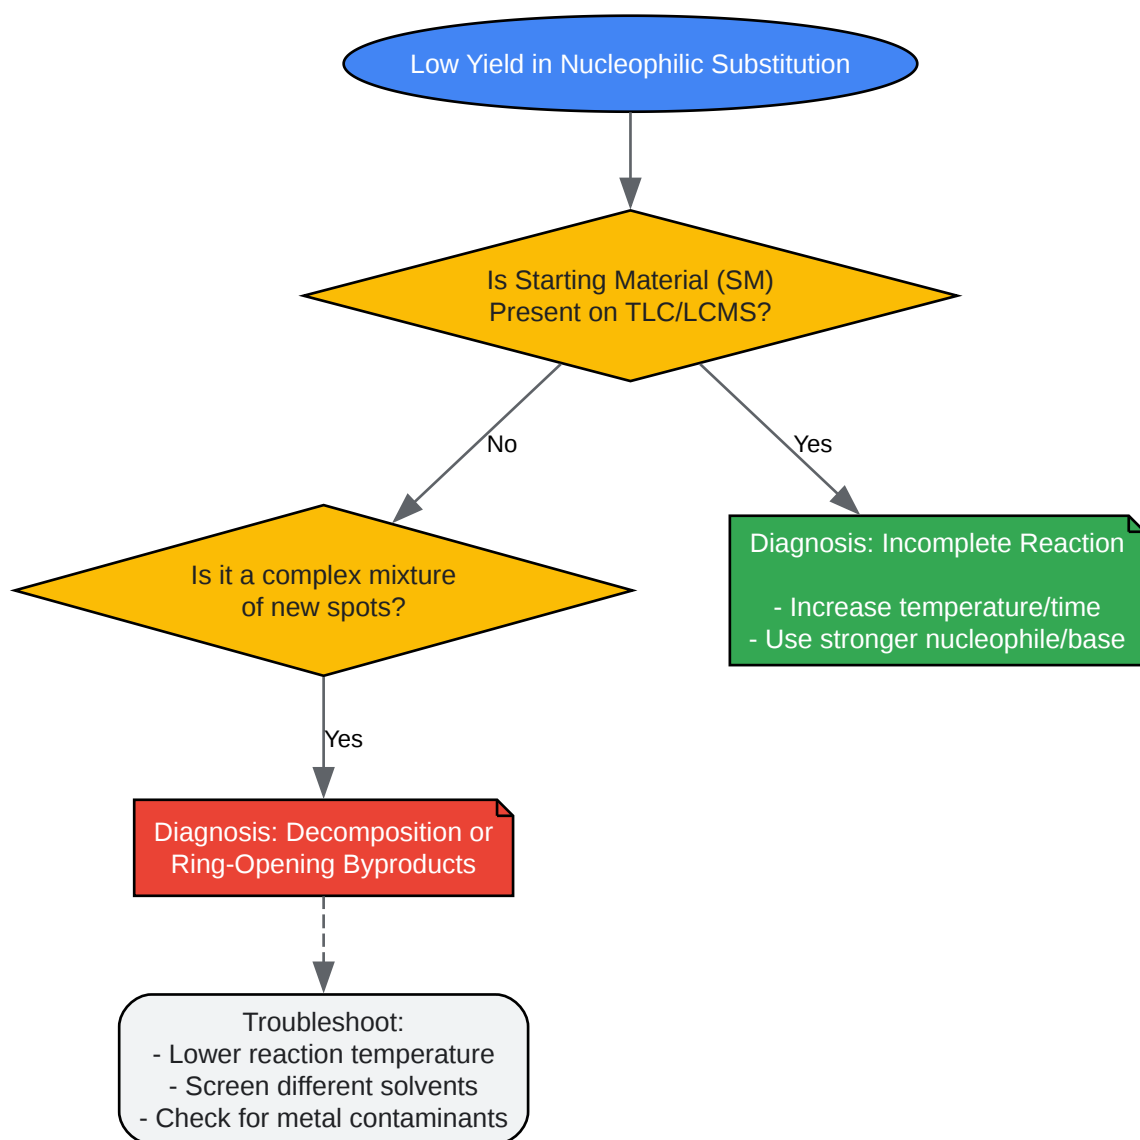 Low Yield in Nucleophilic Substitution
Is Starting Material (SM)
Present on TLC/LCMS?
No
Yes
Is it a complex mixture
of new spots?
Diagnosis: Incomplete Reaction
- Increase temperature/time
- Use stronger nucleophile/base
Yes
Diagnosis: Decomposition or
Ring-Opening Byproducts
Troubleshoot:
- Lower reaction temperature
- Screen different solvents
- Check for metal contaminants